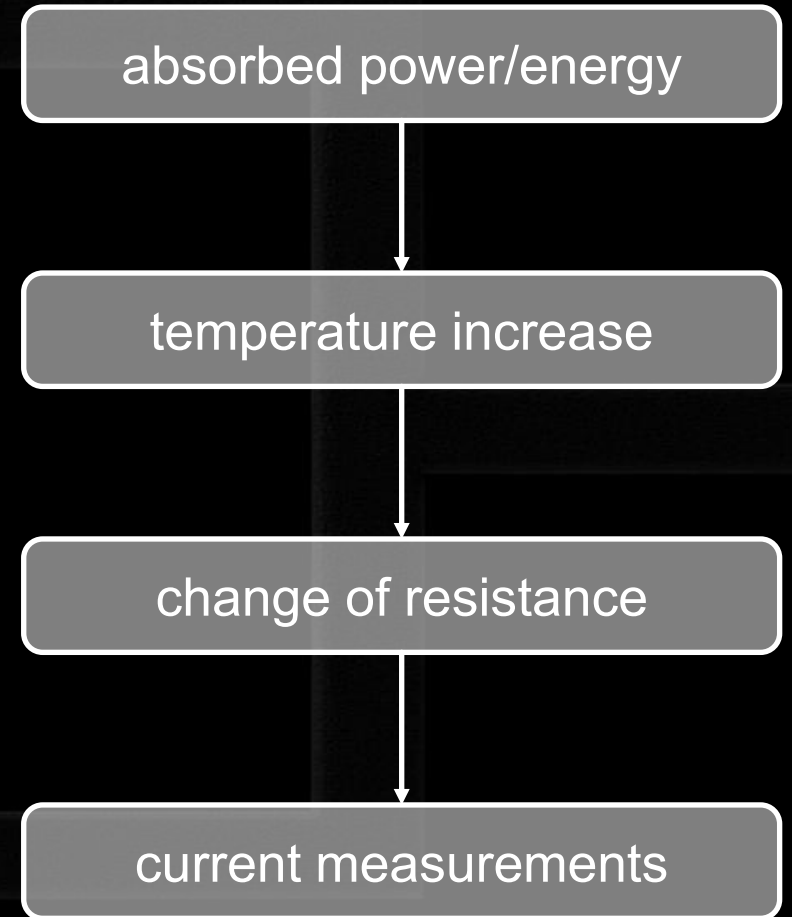 absorbed power/energy
temperature increase
change of resistance
current measurements